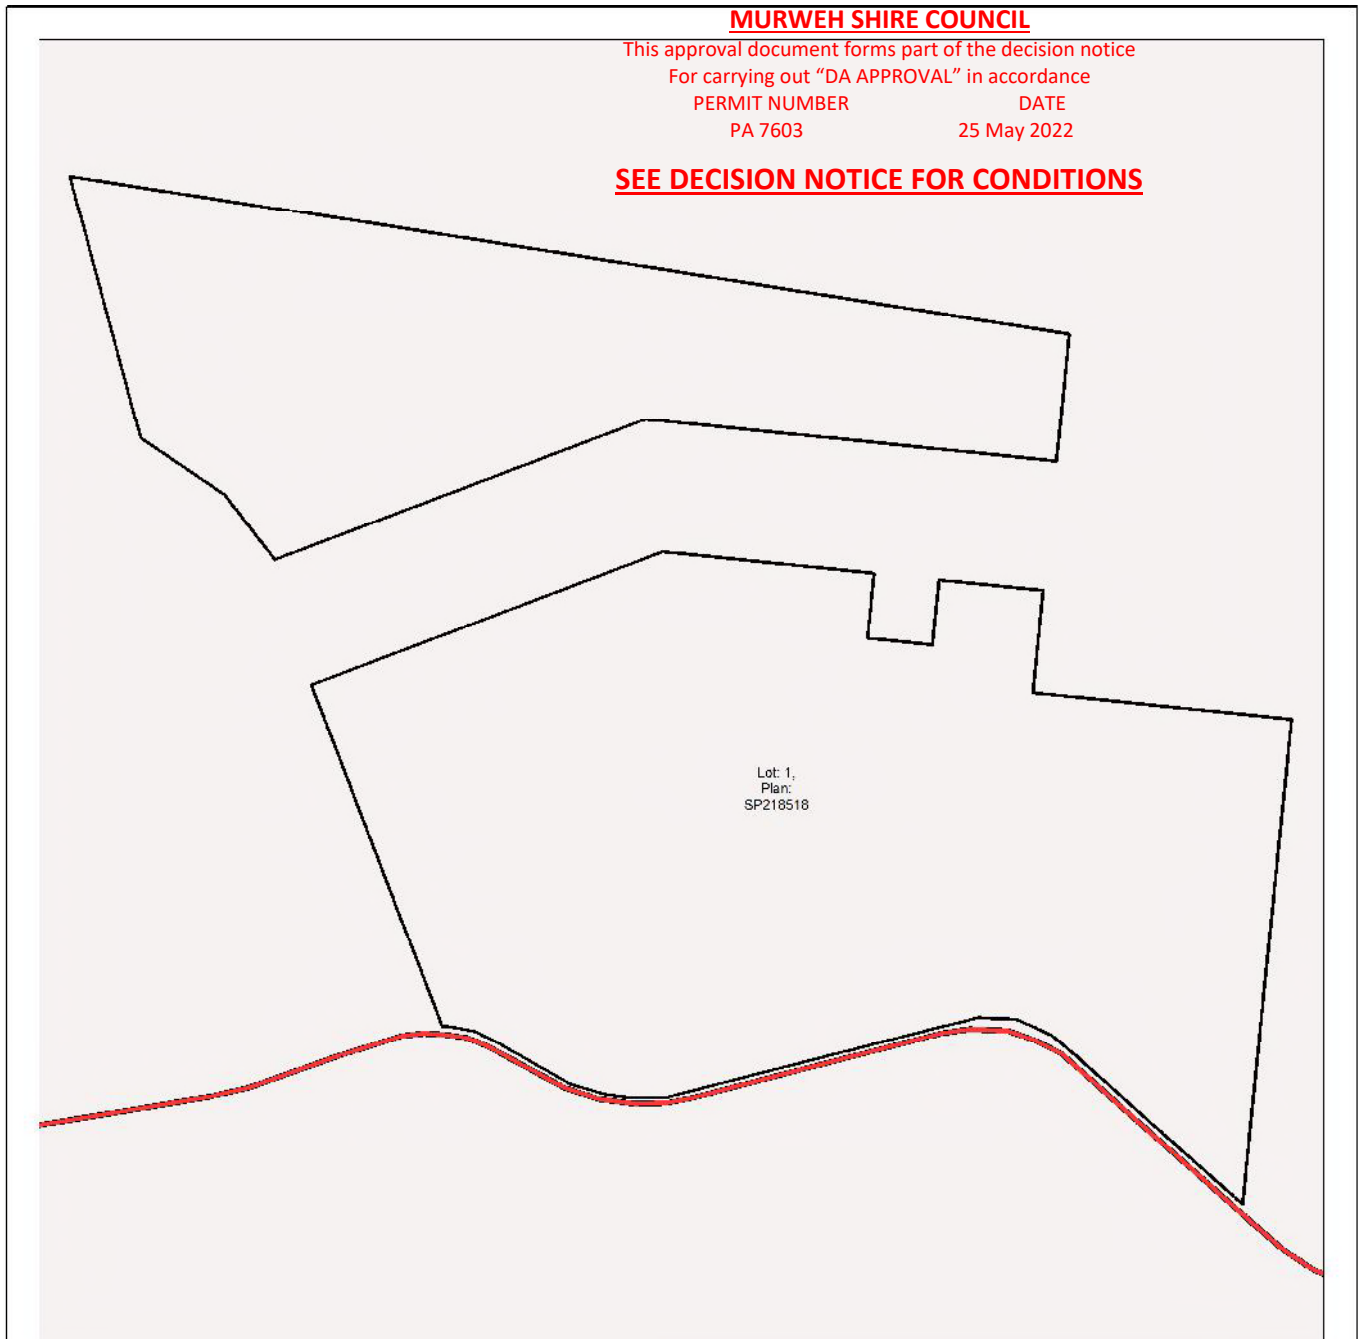 MURWEH SHIRE COUNCIL
This approval document forms part of the decision notice
For carrying out “DA APPROVAL” in accordance
PERMIT NUMBER DATE
PA 7603 25 May 2022
SEE DECISION NOTICE FOR CONDITIONS
Lot: 1,
Plan:
SP218518